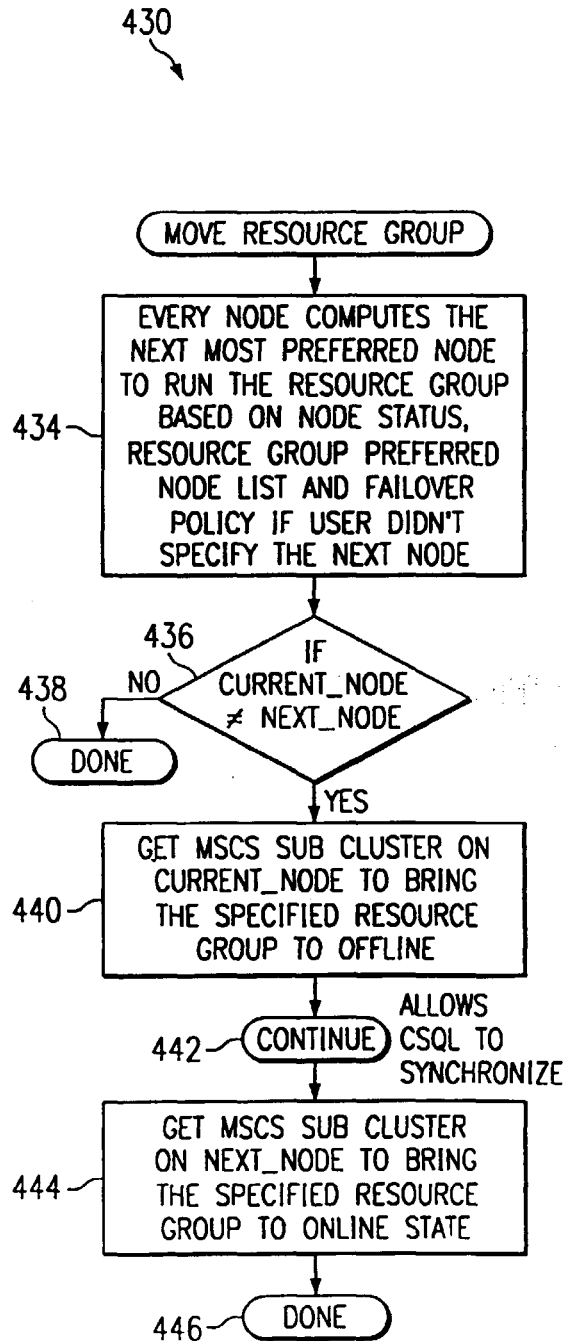 430
MOVE RESOURCE GROUP
EVERY NODE COMPUTES THE
NEXT MOST PREFERRED NODE
TO RUN THE RESOURCE GROUP
BASED ON NODE STATUS,
RESOURCE GROUP PREFERRED
NODE LIST AND FAILOVER
POLICY IF USER DIDN'T
SPECIFY THE NEXT NODE
434
436
IF
CURRENT_NODE
≠ NEXT_NODE
NO
438
DONE
YES
GET MSCS SUB CLUSTER ON
CURRENT_NODE TO BRING
THE SPECIFIED RESOURCE
GROUP TO OFFLINE
440
CONTINUE
442
ALLOWS
CSQL TO
SYNCHRONIZE
GET MSCS SUB CLUSTER
ON NEXT_NODE TO BRING
THE SPECIFIED RESOURCE
GROUP TO ONLINE STATE
444
DONE
446